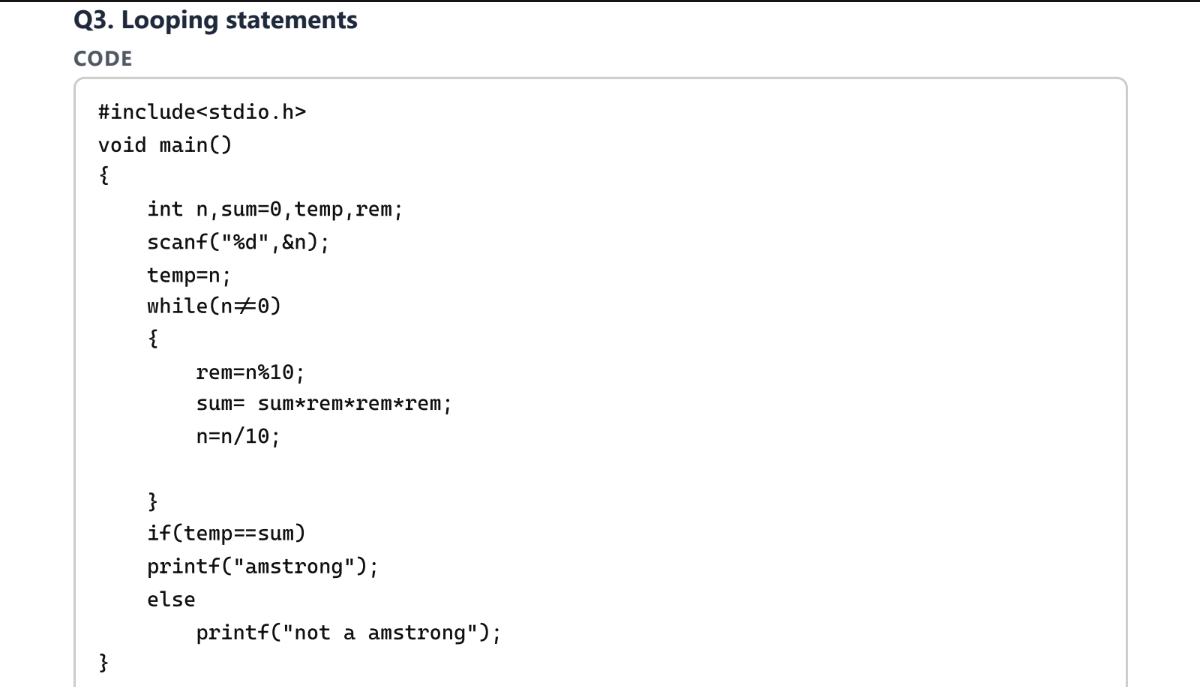 Q3. Looping statements
CODE
#include<stdio.h>
void main()
{
    int n,sum=0,temp,rem;
    scanf("%d",&n);
    temp=n;
    while(n≠0)
    {
        rem=n%10;
        sum= sum*rem*rem*rem;
        n=n/10;

    }
    if(temp==sum)
    printf("amstrong");
    else
        printf("not a amstrong");
}